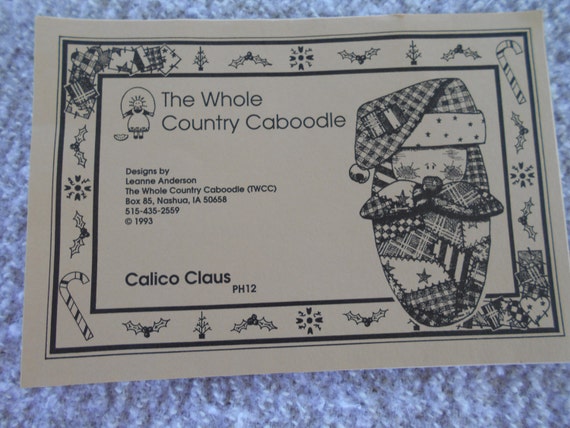 The Whole
Country Caboodle
Designs by
Leanne Anderson
The Whole Country Caboodle (TWCC)
Box 85, Nashua, IA 50658
515-435-2559
© 1993
Calico Claus
PH12